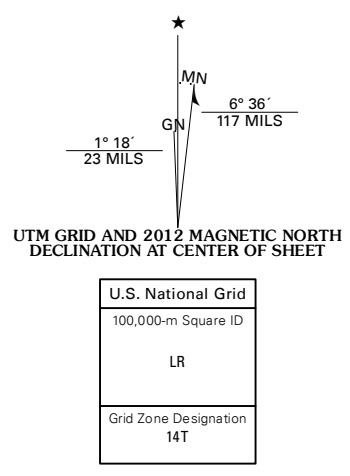 ★
MN
GN
6° 36´
117 MILS
1° 18´
23 MILS
UTM GRID AND 2012 MAGNETIC NORTH
DECLINATION AT CENTER OF SHEET
U.S. National Grid
100,000-m Square ID
LR
Grid Zone Designation
14T